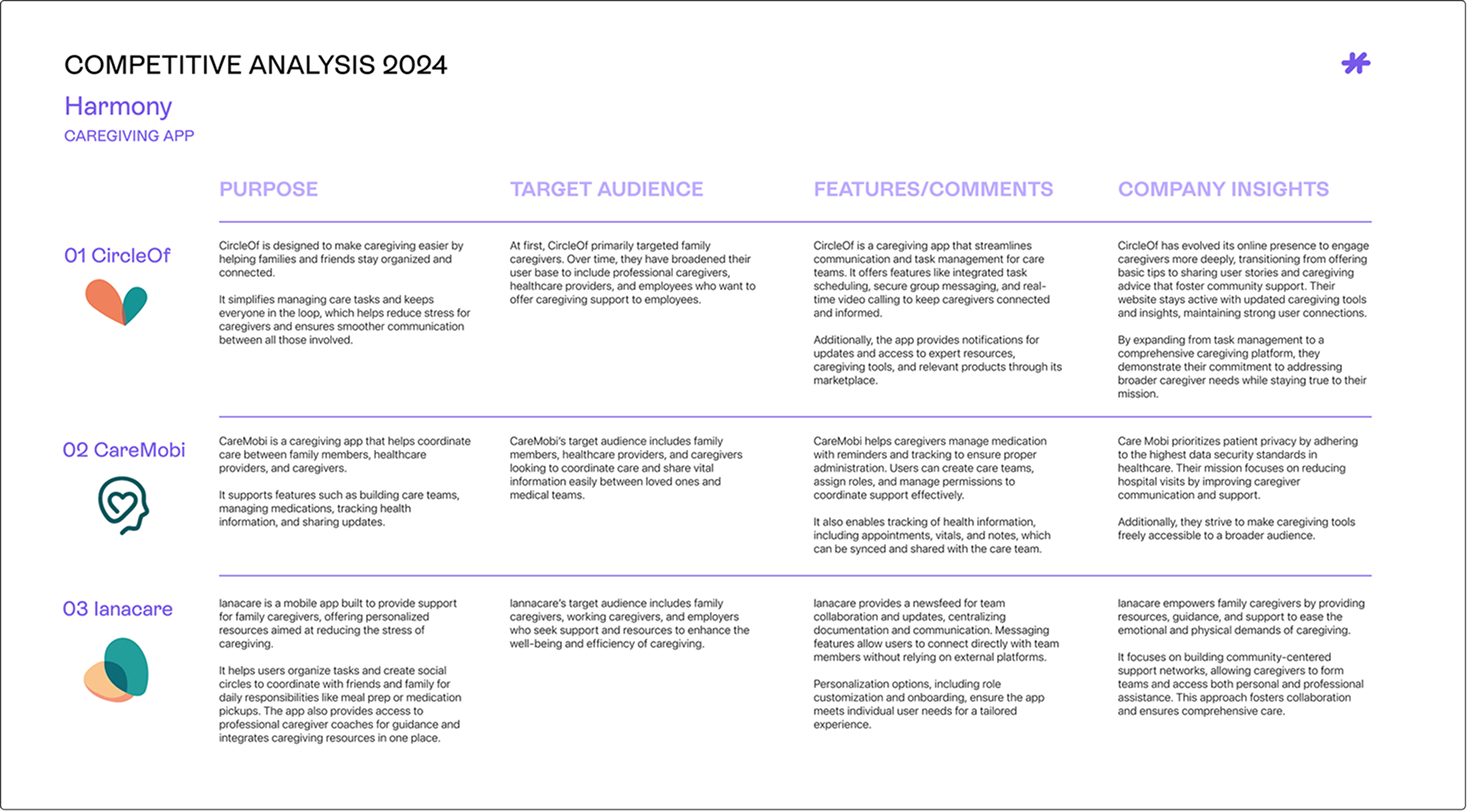 COMPETITIVE ANALYSIS 2024
Harmony
CAREGIVING APP
PURPOSE
TARGET AUDIENCE
FEATURES/COMMENTS
COMPANY INSIGHTS
01 CircleOf
CircleOf is designed to make caregiving easier by
helping families and friends stay organized and
connected.
It simplifies managing care tasks and keeps
everyone in the loop, which helps reduce stress for
caregivers and ensures smoother communication
between all those involved.
At first, CircleOf primarily targeted family
caregivers. Over time, they have broadened their
user base to include professional caregivers,
healthcare providers, and employees who want to
offer caregiving support to employees.
CircleOf is a caregiving app that streamlines
communication and task management for care
teams. It offers features like integrated task
scheduling, secure group messaging, and real-
time video calling to keep caregivers connected
and informed.
Additionally, the app provides notifications for
updates and access to expert resources,
caregiving tools, and relevant products through its
marketplace.
CircleOf has evolved its online presence to engage
caregivers more deeply, transitioning from offering
basic tips to sharing user stories and caregiving
advice that foster community support. Their
website stays active with updated caregiving tools
and insights, maintaining strong user connections.
By expanding from task management to a
comprehensive caregiving platform, they
demonstrate their commitment to addressing
broader caregiver needs while staying true to their
mission.
02 CareMobi
CareMobi is a caregiving app that helps coordinate
care between family members, healthcare
providers, and caregivers.
It supports features such as building care teams,
managing medications, tracking health
information, and sharing updates.
CareMobi's target audience includes family
members, healthcare providers, and caregivers
looking to coordinate care and share vital
information easily between loved ones and
medical teams.
CareMobi helps caregivers manage medication
with reminders and tracking to ensure proper
administration. Users can create care teams,
assign roles, and manage permissions to
coordinate support effectively.
It also enables tracking of health information,
including appointments, vitals, and notes, which
can be synced and shared with the care team.
Care Mobi prioritizes patient privacy by adhering
to the highest data security standards in
healthcare. Their mission focuses on reducing
hospital visits by improving caregiver
communication and support.
Additionally, they strive to make caregiving tools
freely accessible to a broader audience.
03 Ianacare
Ianacare is a mobile app built to provide support
for family caregivers, offering personalized
resources aimed at reducing the stress of
caregiving.
It helps users organize tasks and create social
circles to coordinate with friends and family for
daily responsibilities like meal prep or medication
pickups. The app also provides access to
professional caregiver coaches for guidance and
integrates caregiving resources in one place.
Iannacare's target audience includes family
caregivers, working caregivers, and employers
who seek support and resources to enhance the
well-being and efficiency of caregiving.
Ianacare provides a newsfeed for team
collaboration and updates, centralizing
documentation and communication. Messaging
features allow users to connect directly with team
members without relying on external platforms.
Personalization options, including role
customization and onboarding, ensure the app
meets individual user needs for a tailored
experience.
Ianacare empowers family caregivers by providing
resources, guidance, and support to ease the
emotional and physical demands of caregiving.
It focuses on building community-centered
support networks, allowing caregivers to form
teams and access both personal and professional
assistance. This approach fosters collaboration
and ensures comprehensive care.